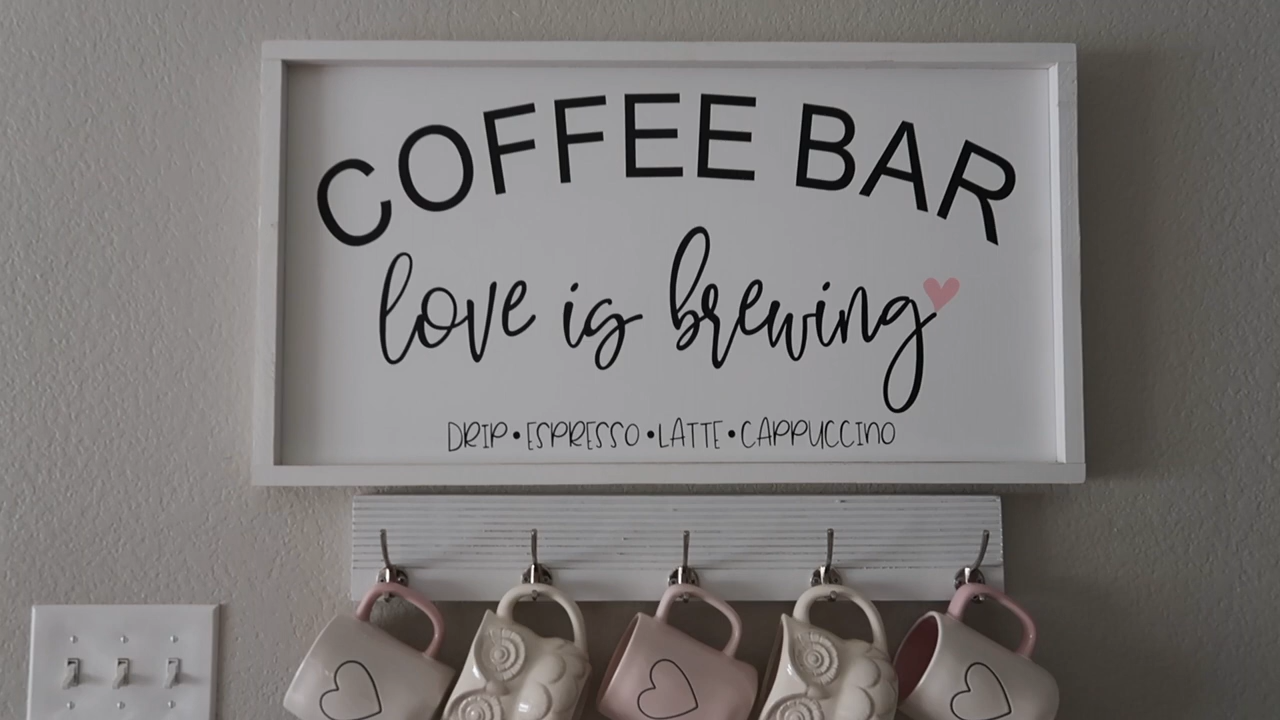 COFFEE BAR
love is brewing
DRIP • ESPRESSO • LATTE • CAPPUCCINO